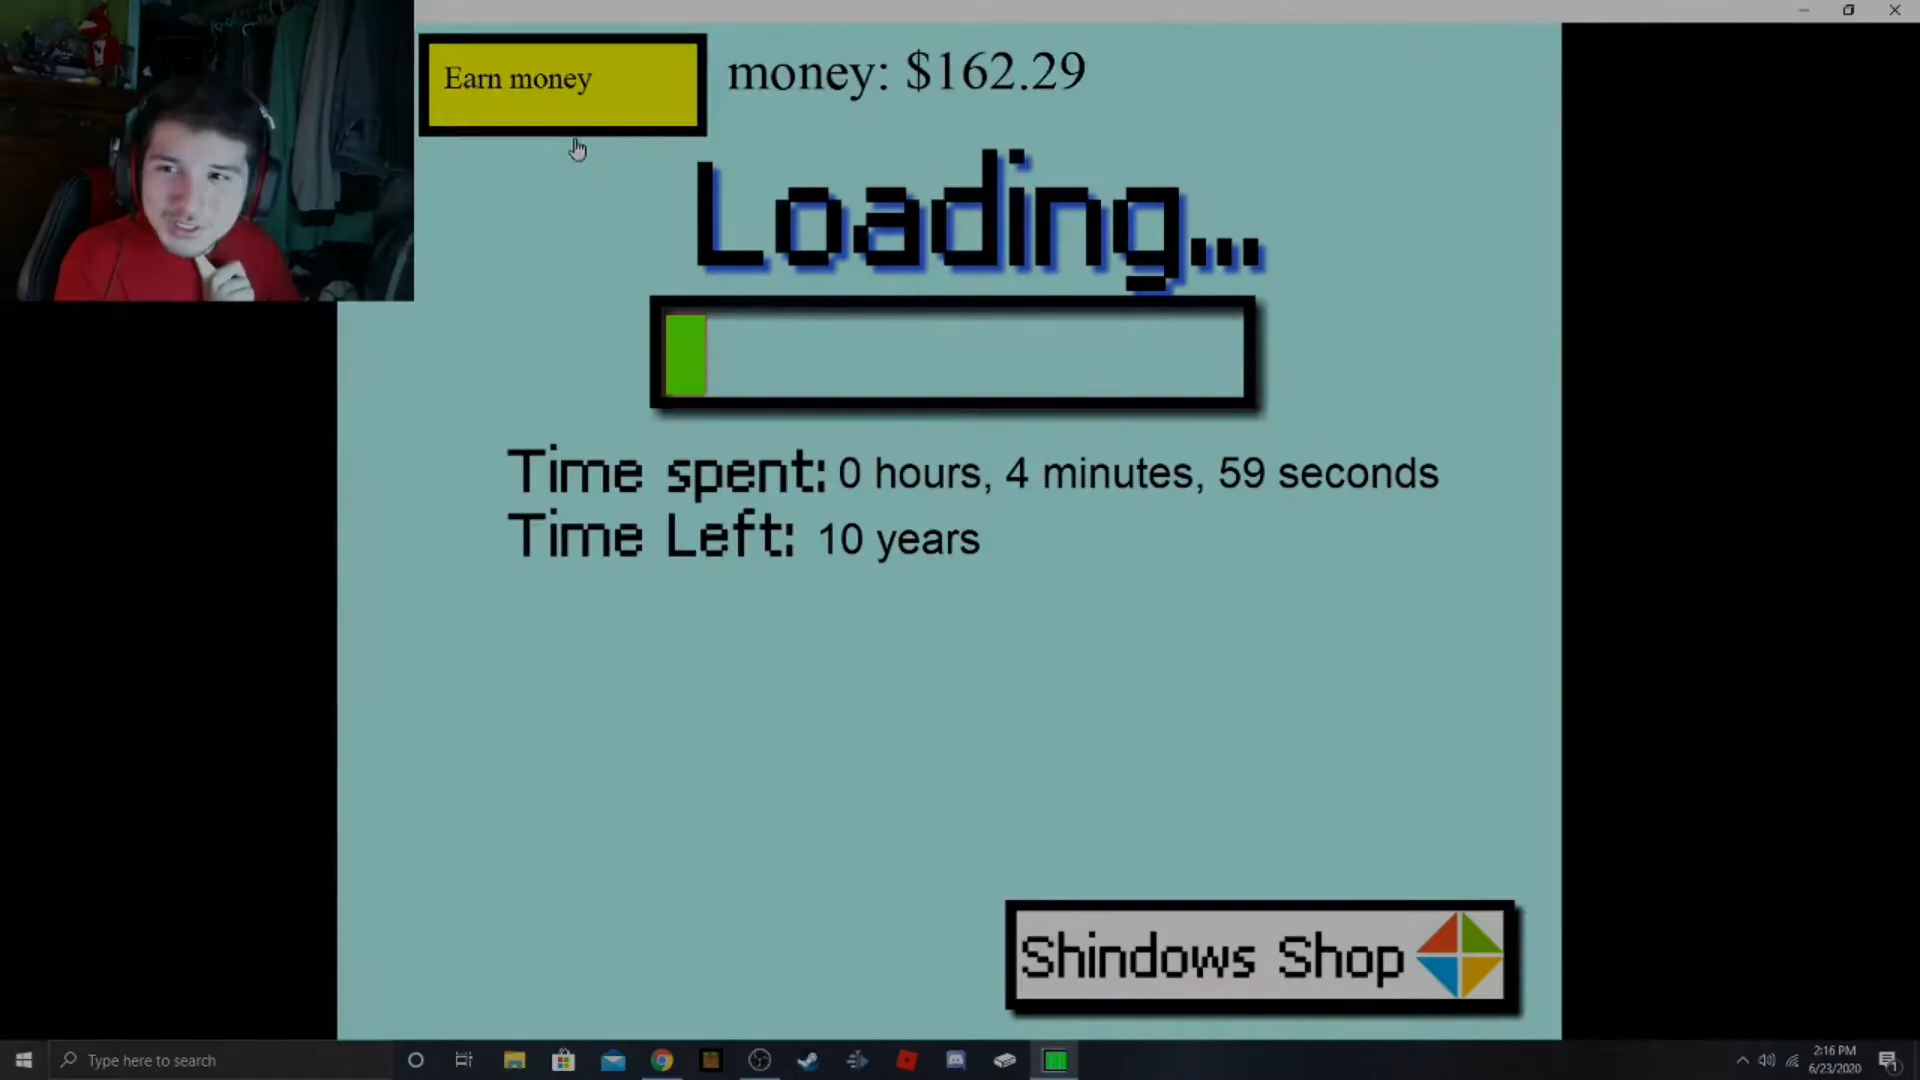 Earn money
money: $162.29
Loading...
Time spent: 0 hours, 4 minutes, 59 seconds
Time Left: 10 years
Shindows Shop
Type here to search
2:16 PM
6/23/2020
1